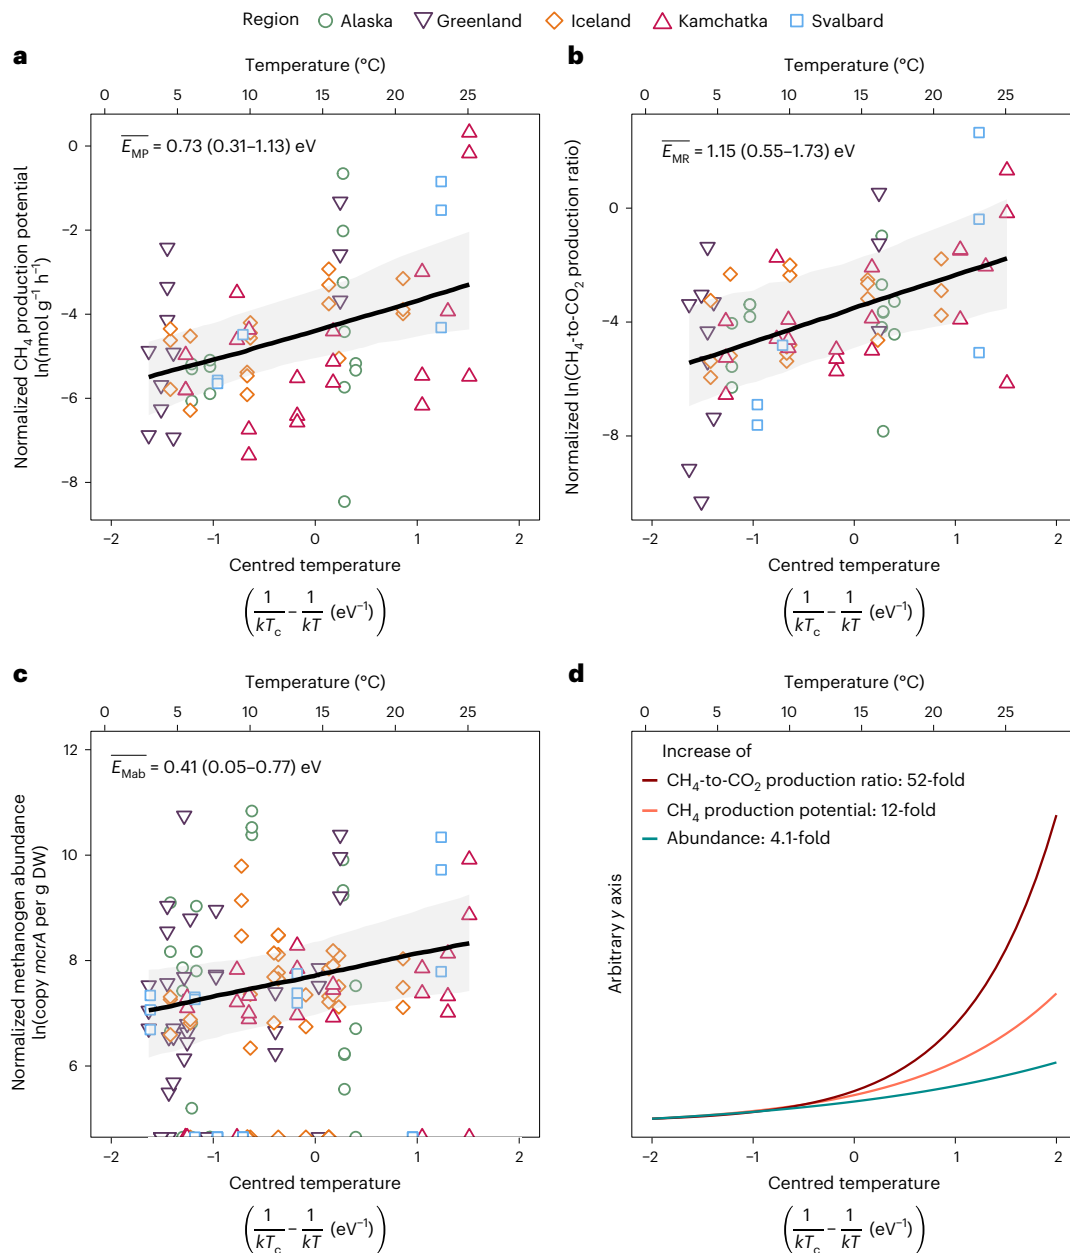 Region Alaska Greenland Iceland Kamchatka Svalbard
a
Temperature (°C)
0 5 10 15 20 25
E_MP = 0.73 (0.31–1.13) eV
Normalized CH₄ production potential
ln(nmol g⁻¹ h⁻¹)
0
−2
−4
−6
−8
−2 −1 0 1 2
Centred temperature
(1/kT_c − 1/kT (eV⁻¹))
b
Temperature (°C)
0 5 10 15 20 25
E_MR = 1.15 (0.55–1.73) eV
Normalized ln(CH₄-to-CO₂ production ratio)
0
−4
−8
−2 −1 0 1 2
Centred temperature
(1/kT_c − 1/kT (eV⁻¹))
c
Temperature (°C)
0 5 10 15 20 25
E_Mab = 0.41 (0.05–0.77) eV
Normalized methanogen abundance
ln(copy mcrA per g DW)
12
10
8
6
−2 −1 0 1 2
Centred temperature
(1/kT_c − 1/kT (eV⁻¹))
d
Temperature (°C)
0 5 10 15 20 25
Increase of
CH₄-to-CO₂ production ratio: 52-fold
CH₄ production potential: 12-fold
Abundance: 4.1-fold
Arbitrary y axis
−2 −1 0 1 2
Centred temperature
(1/kT_c − 1/kT (eV⁻¹))